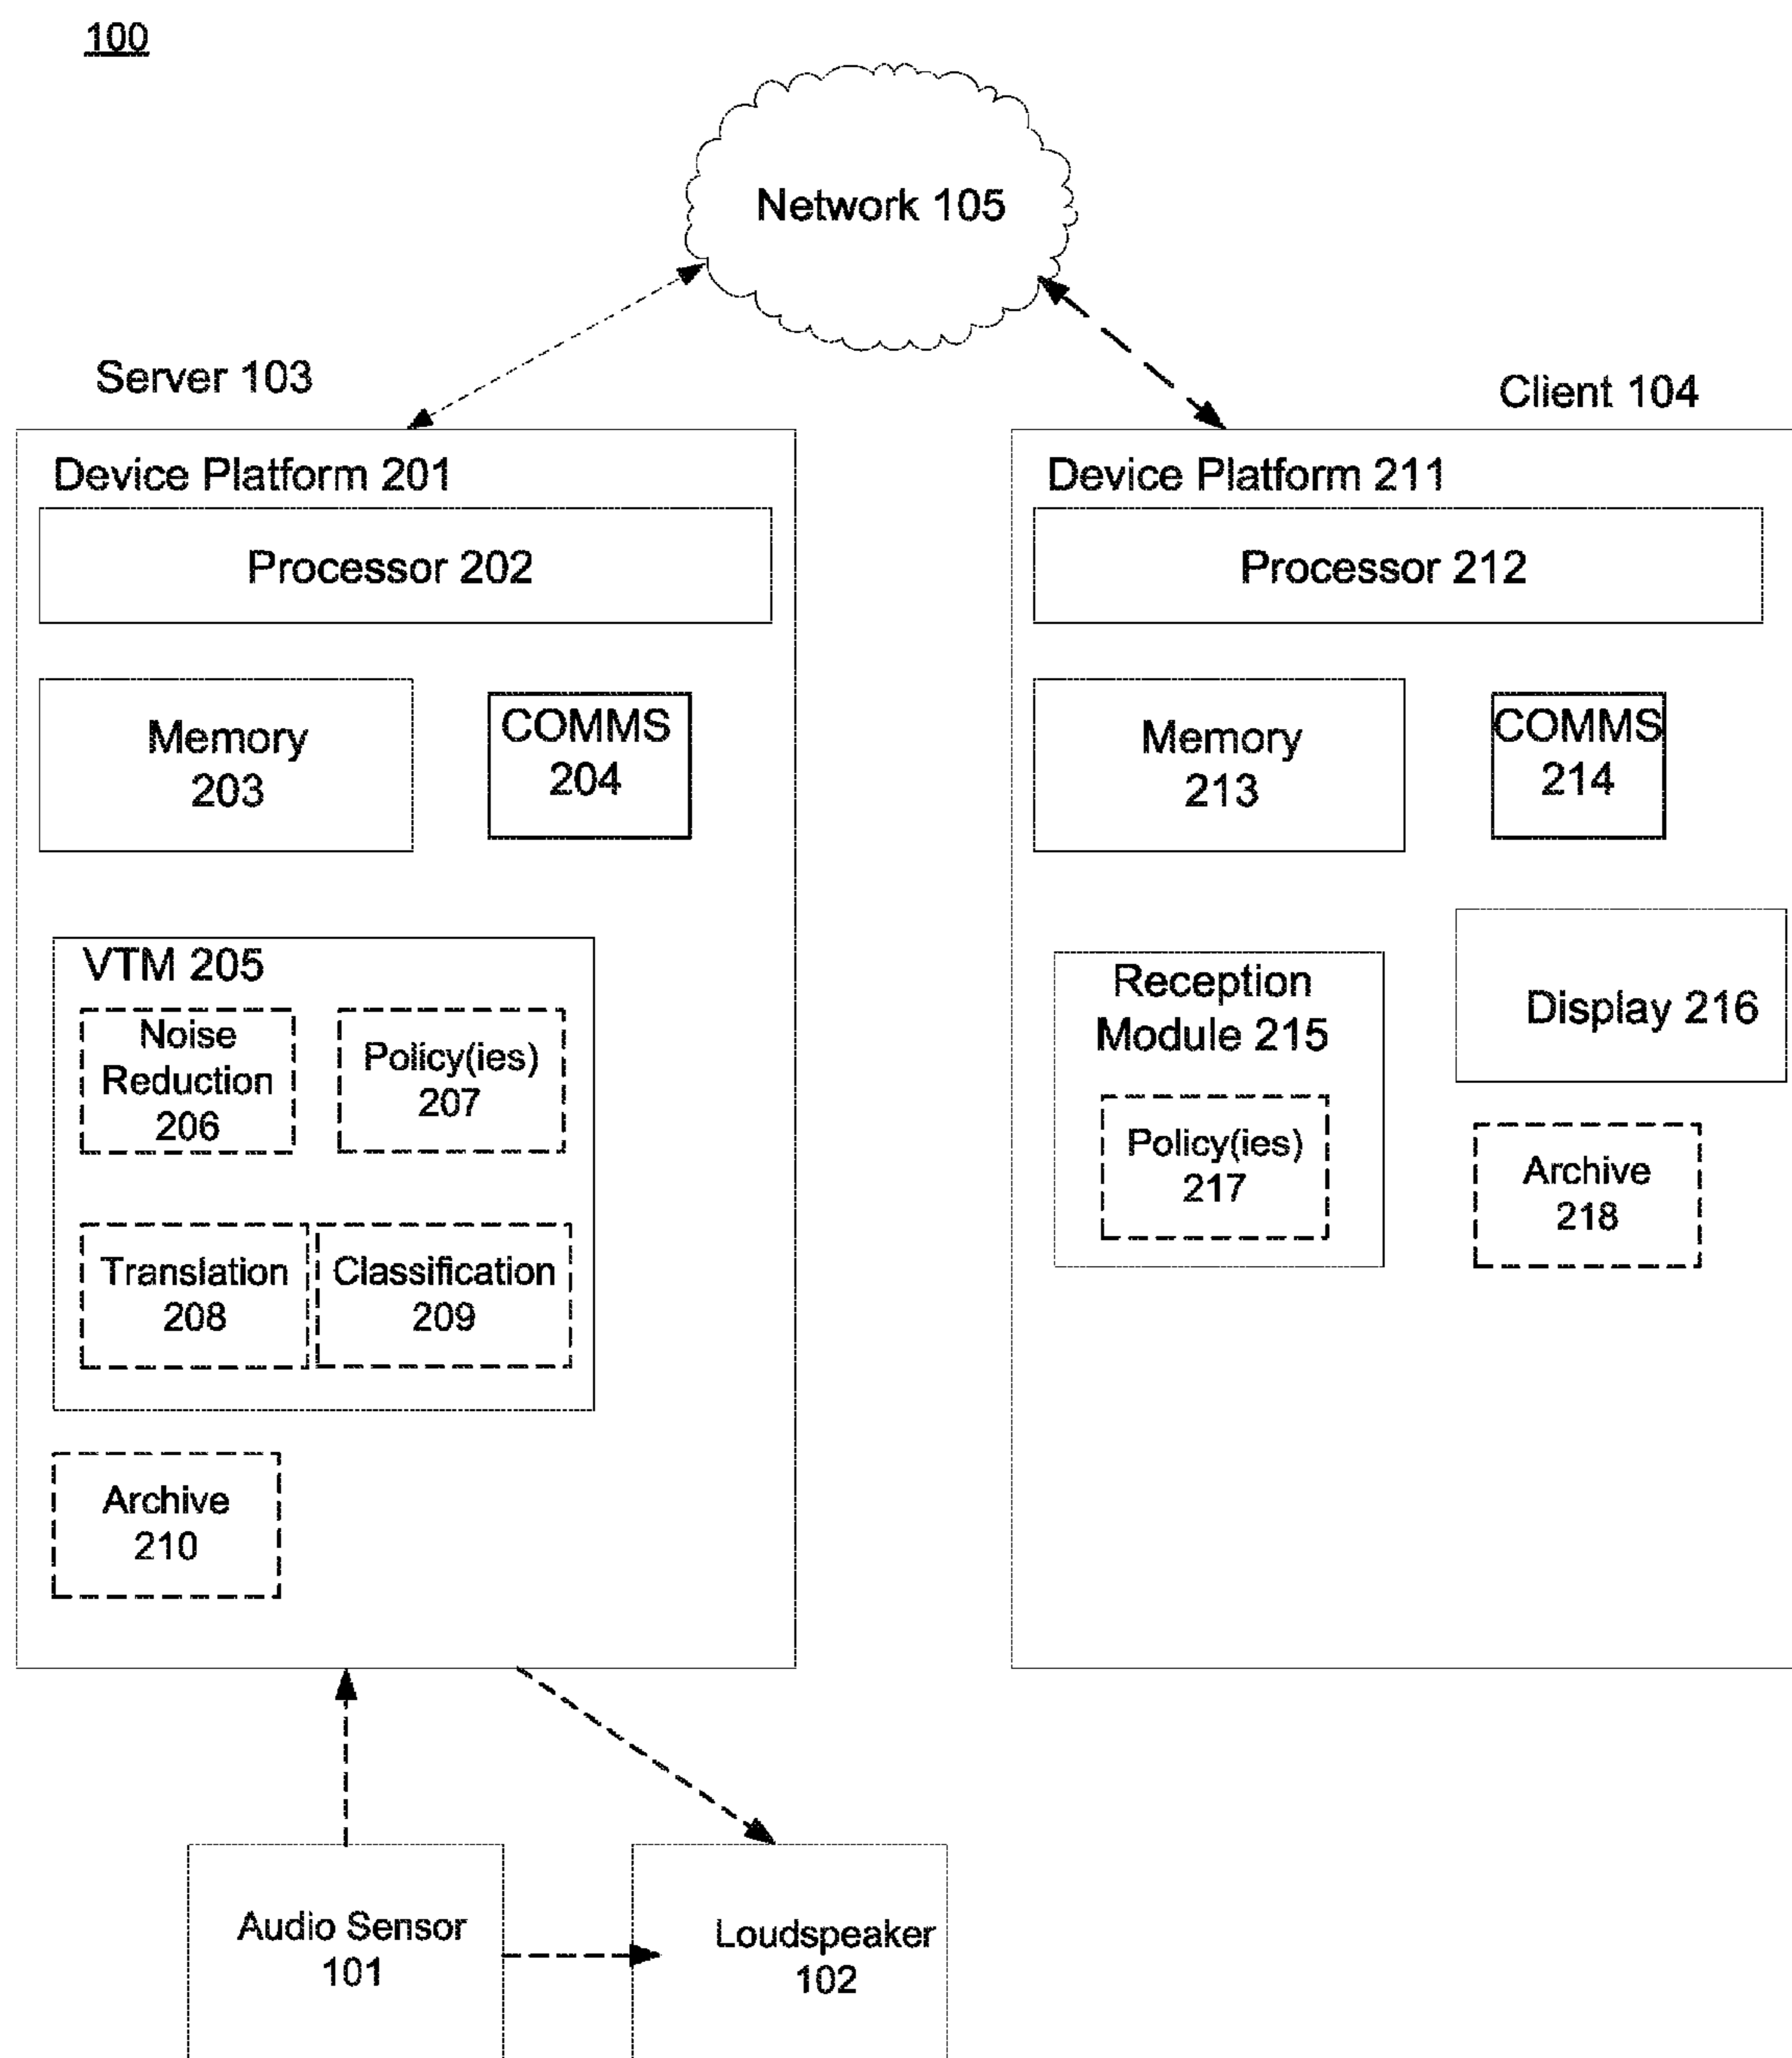 100
Network 105
Server 103
Client 104
Device Platform 201
Processor 202
Memory
203
COMMS
204
VTM 205
Noise
Reduction
206
Policy(ies)
207
Translation
208
Classification
209
Archive
210
Device Platform 211
Processor 212
Memory
213
COMMS
214
Reception
Module 215
Policy(ies)
217
Display 216
Archive
218
Audio Sensor
101
Loudspeaker
102